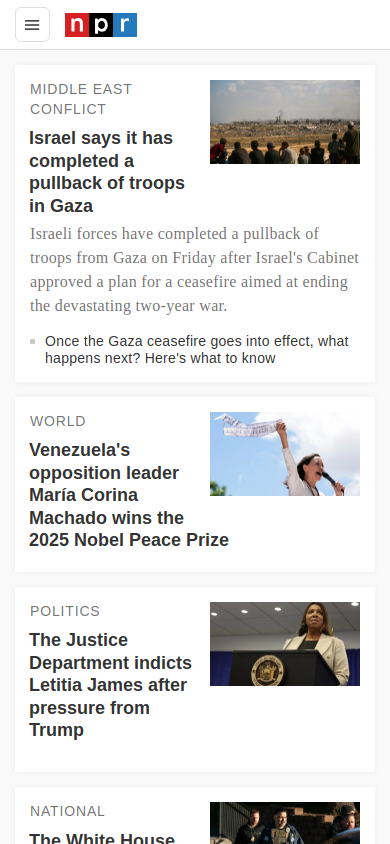 npr
MIDDLE EAST
CONFLICT
Israel says it has
completed a
pullback of troops
in Gaza
Israeli forces have completed a pullback of
troops from Gaza on Friday after Israel's Cabinet
approved a plan for a ceasefire aimed at ending
the devastating two-year war.
Once the Gaza ceasefire goes into effect, what
happens next? Here's what to know
WORLD
Venezuela's
opposition leader
María Corina
Machado wins the
2025 Nobel Peace Prize
POLITICS
The Justice
Department indicts
Letitia James after
pressure from
Trump
NATIONAL
The White House